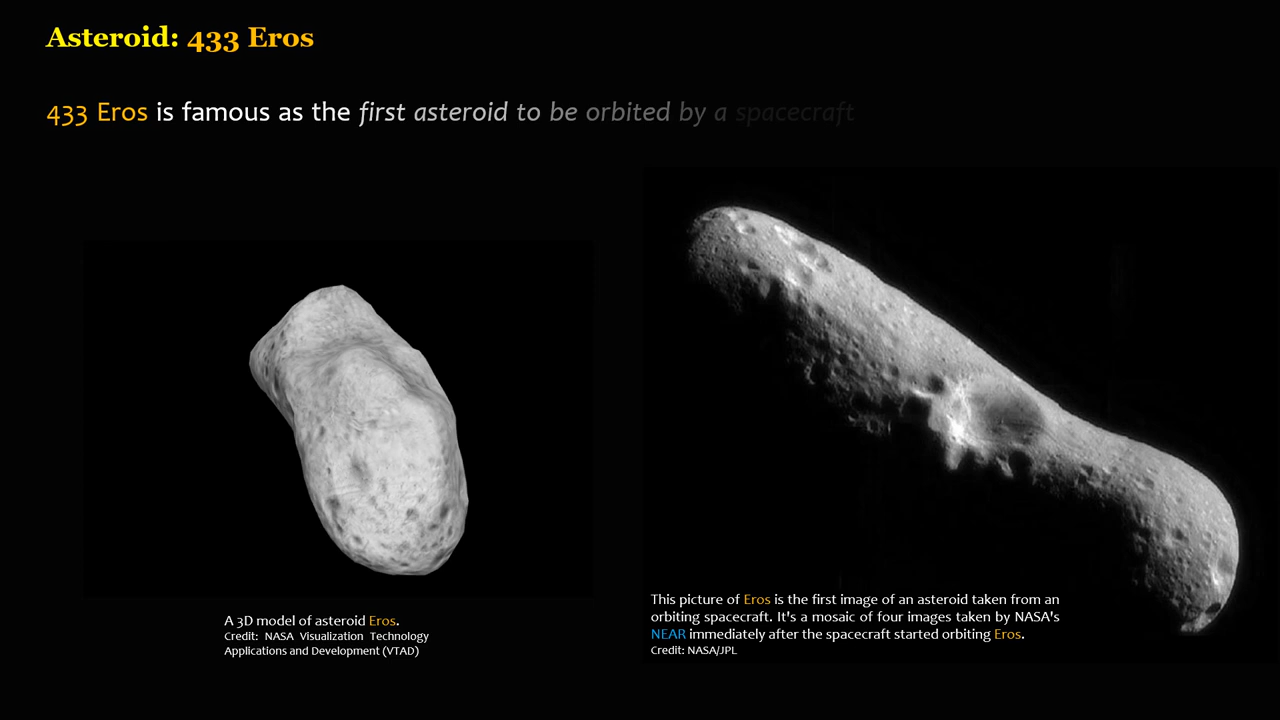 Asteroid: 433 Eros
433 Eros is famous as the first asteroid to be orbited by a spacecraft
This picture of Eros is the first image of an asteroid taken from an
orbiting spacecraft. It's a mosaic of four images taken by NASA's
NEAR immediately after the spacecraft started orbiting Eros.
Credit: NASA/JPL
A 3D model of asteroid Eros.
Credit: NASA Visualization Technology
Applications and Development (VTAD)